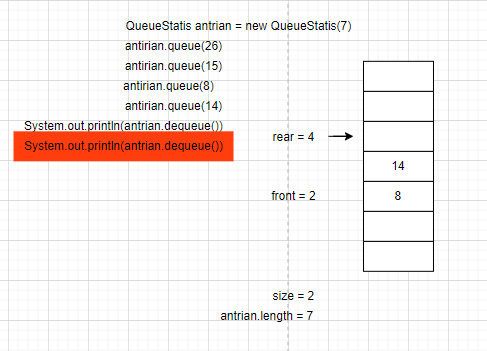 QueueStatis antrian = new QueueStatis(7)
antirian.queue(26)
antirian.queue(15)
antirian.queue(8)
antirian.queue(14)
System.out.println(antrian.dequeue())
System.out.println(antrian.dequeue())
rear = 4
14
front = 2
8
size = 2
antrian.length = 7